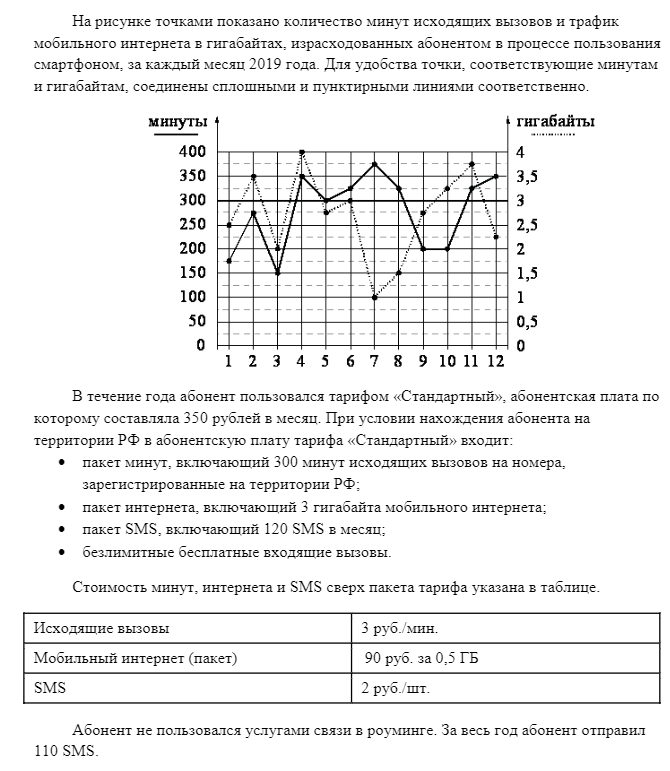 На рисунке точками показано количество минут исходящих вызовов и трафик
мобильного интернета в гигабайтах, израсходованных абонентом в процессе пользования
смартфоном, за каждый месяц 2019 года. Для удобства точки, соответствующие минутам
и гигабайтам, соединены сплошными и пунктирными линиями соответственно.
минуты гигабайты
400 4
350 3,5
300 3
250 2,5
200 2
150 1,5
100 1
50 0,5
0 0
1 2 3 4 5 6 7 8 9 10 11 12
В течение года абонент пользовался тарифом «Стандартный», абонентская плата по
которому составляла 350 рублей в месяц. При условии нахождения абонента на
территории РФ в абонентскую плату тарифа «Стандартный» входит:
• пакет минут, включающий 300 минут исходящих вызовов на номера,
зарегистрированные на территории РФ;
• пакет интернета, включающий 3 гигабайта мобильного интернета;
• пакет SMS, включающий 120 SMS в месяц;
• безлимитные бесплатные входящие вызовы.
Стоимость минут, интернета и SMS сверх пакета тарифа указана в таблице.
Исходящие вызовы 3 руб./мин.
Мобильный интернет (пакет) 90 руб. за 0,5 ГБ
SMS 2 руб./шт.
Абонент не пользовался услугами связи в роуминге. За весь год абонент отправил
110 SMS.